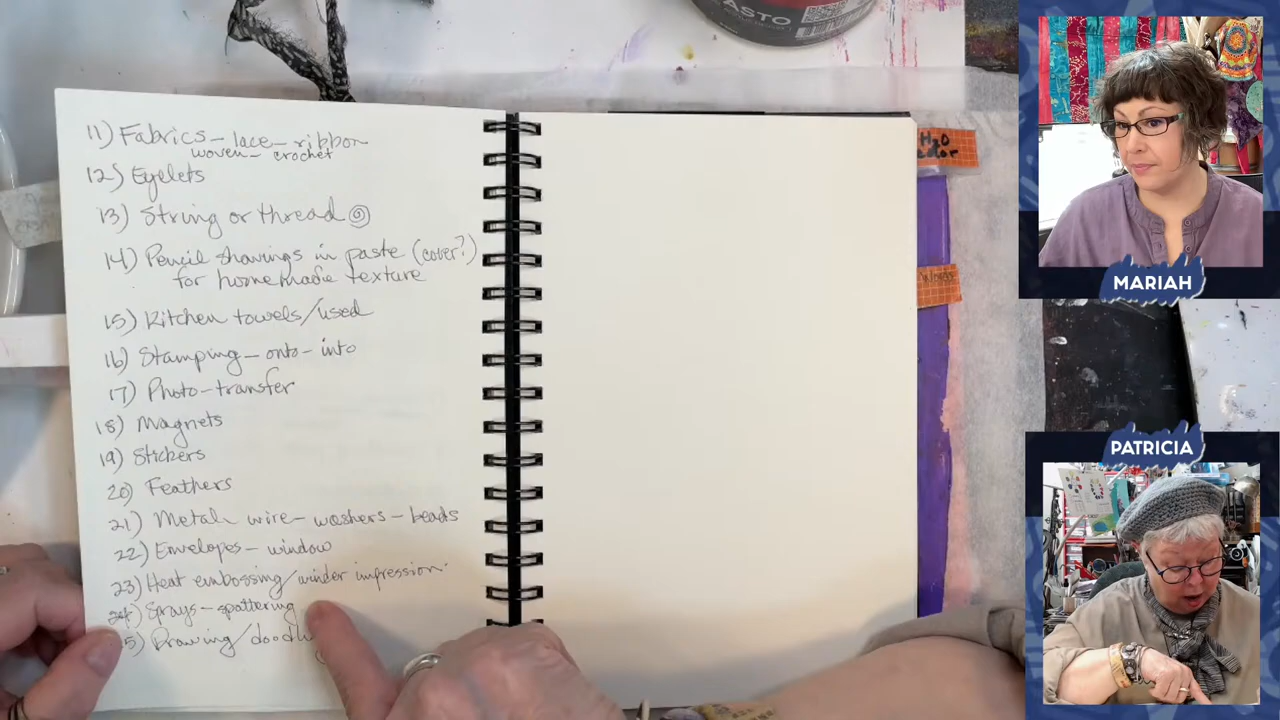 11) Fabrics - lace - ribbon
woven - crochet
12) Eyelets
13) String or thread
14) Pencil shavings in paste (cover?)
for homemade texture
15) Kitchen towels/used
16) Stamping - onto - into
17) Photo-transfer
18) Magnets
19) Stickers
20) Feathers
21) Metal wire - washers - beads
22) Envelopes - window
23) Heat embossing/ impression
24) Sprays - spattering
25) Drawing/
ASTO
H2O
Words
MARIAH
PATRICIA